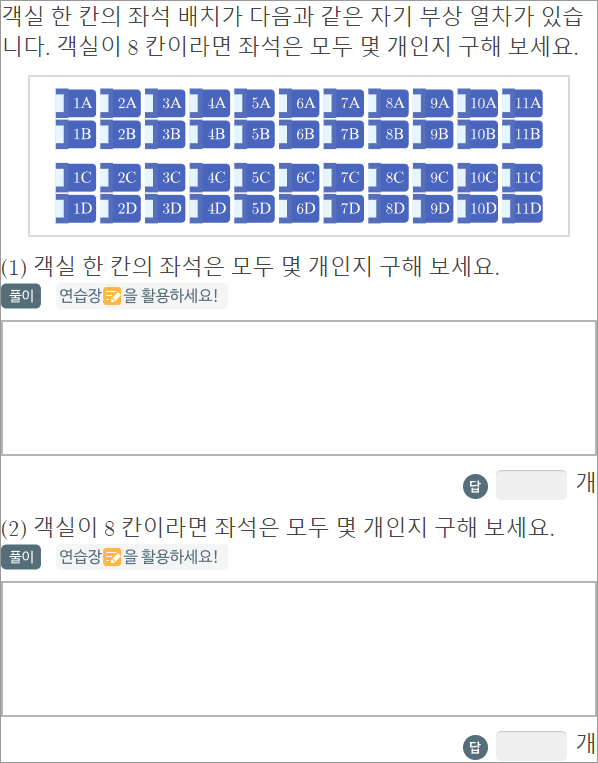 객실 한 칸의 좌석 배치가 다음과 같은 자기 부상 열차가 있습
니다. 객실이 8 칸이라면 좌석은 모두 몇 개인지 구해 보세요.
1A 2A 3A 4A 5A 6A 7A 8A 9A 10A 11A
1B 2B 3B 4B 5B 6B 7B 8B 9B 10B 11B
1C 2C 3C 4C 5C 6C 7C 8C 9C 10C 11C
1D 2D 3D 4D 5D 6D 7D 8D 9D 10D 11D
(1) 객실 한 칸의 좌석은 모두 몇 개인지 구해 보세요.
풀이 연습장을 활용하세요!
답 개
(2) 객실이 8 칸이라면 좌석은 모두 몇 개인지 구해 보세요.
풀이 연습장을 활용하세요!
답 개